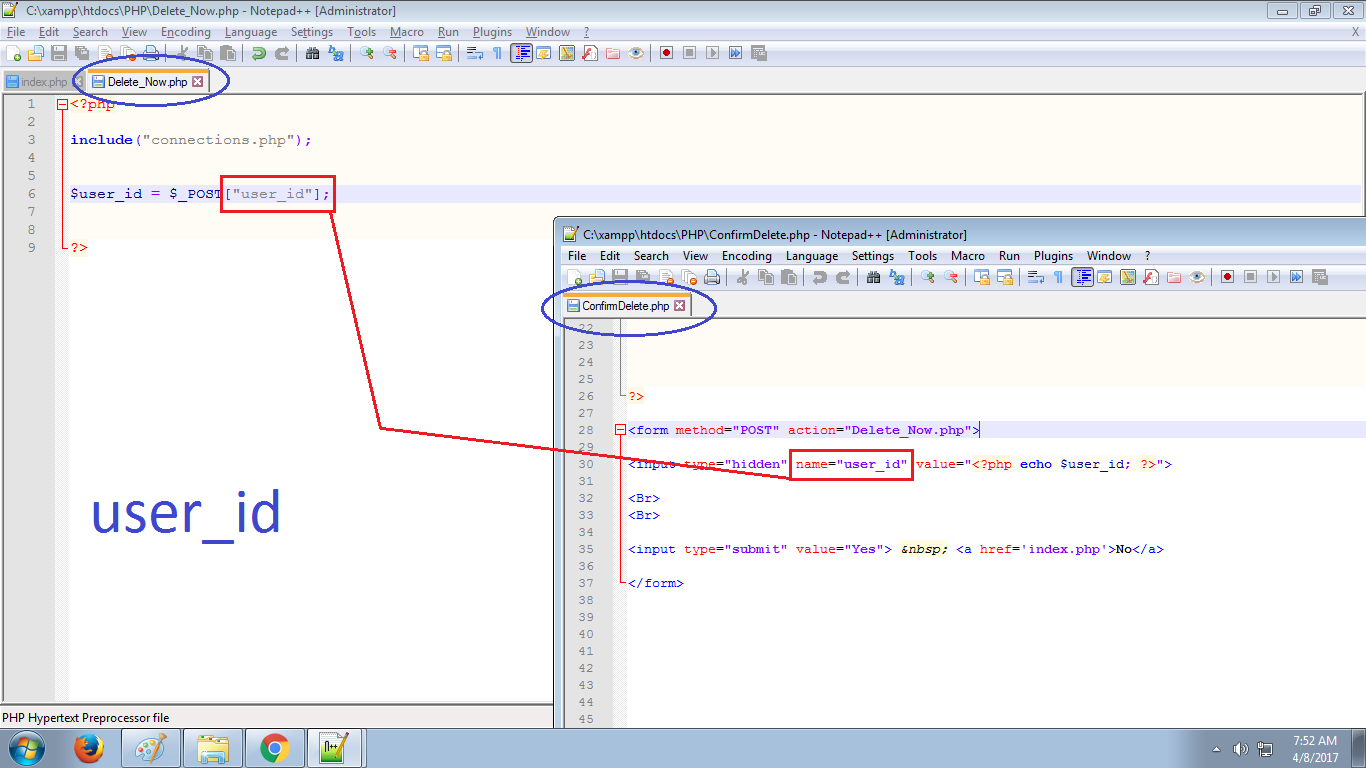 C:\xampp\htdocs\PHP\Delete_Now.php - Notepad++ [Administrator]
File Edit Search View Encoding Language Settings Tools Macro Run Plugins Window ? X
index.php Delete_Now.php
1 <?php
2
3 include("connections.php");
4
5
6 $user_id = $_POST["user_id"];
7
8
9 ?>
user_id
PHP Hypertext Preprocessor file
C:\xampp\htdocs\PHP\ConfirmDelete.php - Notepad++ [Administrator]
File Edit Search View Encoding Language Settings Tools Macro Run Plugins Window ?
ConfirmDelete.php
22
23
24
25
26 ?>
27
28 <form method="POST" action="Delete_Now.php">
29
30 <input type="hidden" name="user_id" value="<?php echo $user_id; ?>">
31
32 <Br>
33 <Br>
34
35 <input type="submit" value="Yes"> &nbsp; <a href='index.php'>No</a>
36
37 </form>
38
39
40
41
42
43
44
45
7:52 AM
4/8/2017